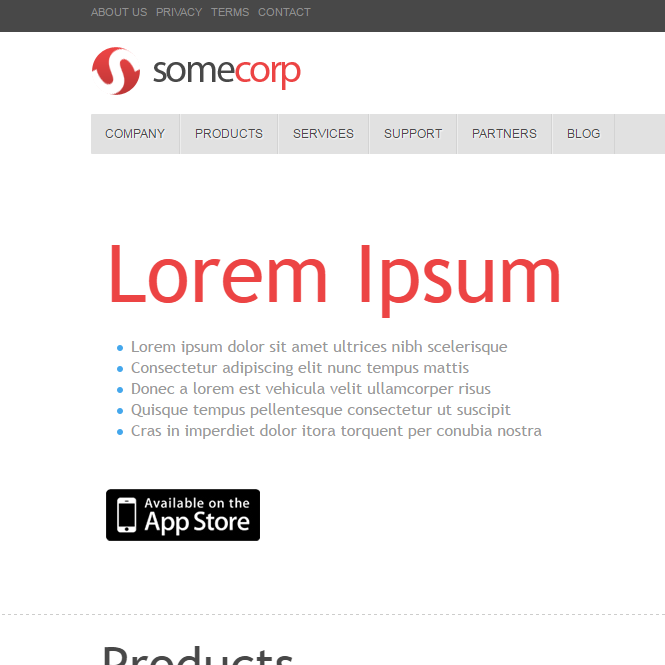 ABOUT US PRIVACY TERMS CONTACT
somecorp
COMPANY PRODUCTS SERVICES SUPPORT PARTNERS BLOG
Lorem Ipsum
Lorem ipsum dolor sit amet ultrices nibh scelerisque
Consectetur adipiscing elit nunc tempus mattis
Donec a lorem est vehicula velit ullamcorper risus
Quisque tempus pellentesque consectetur ut suscipit
Cras in imperdiet dolor itora torquent per conubia nostra
Available on the
App Store
Products